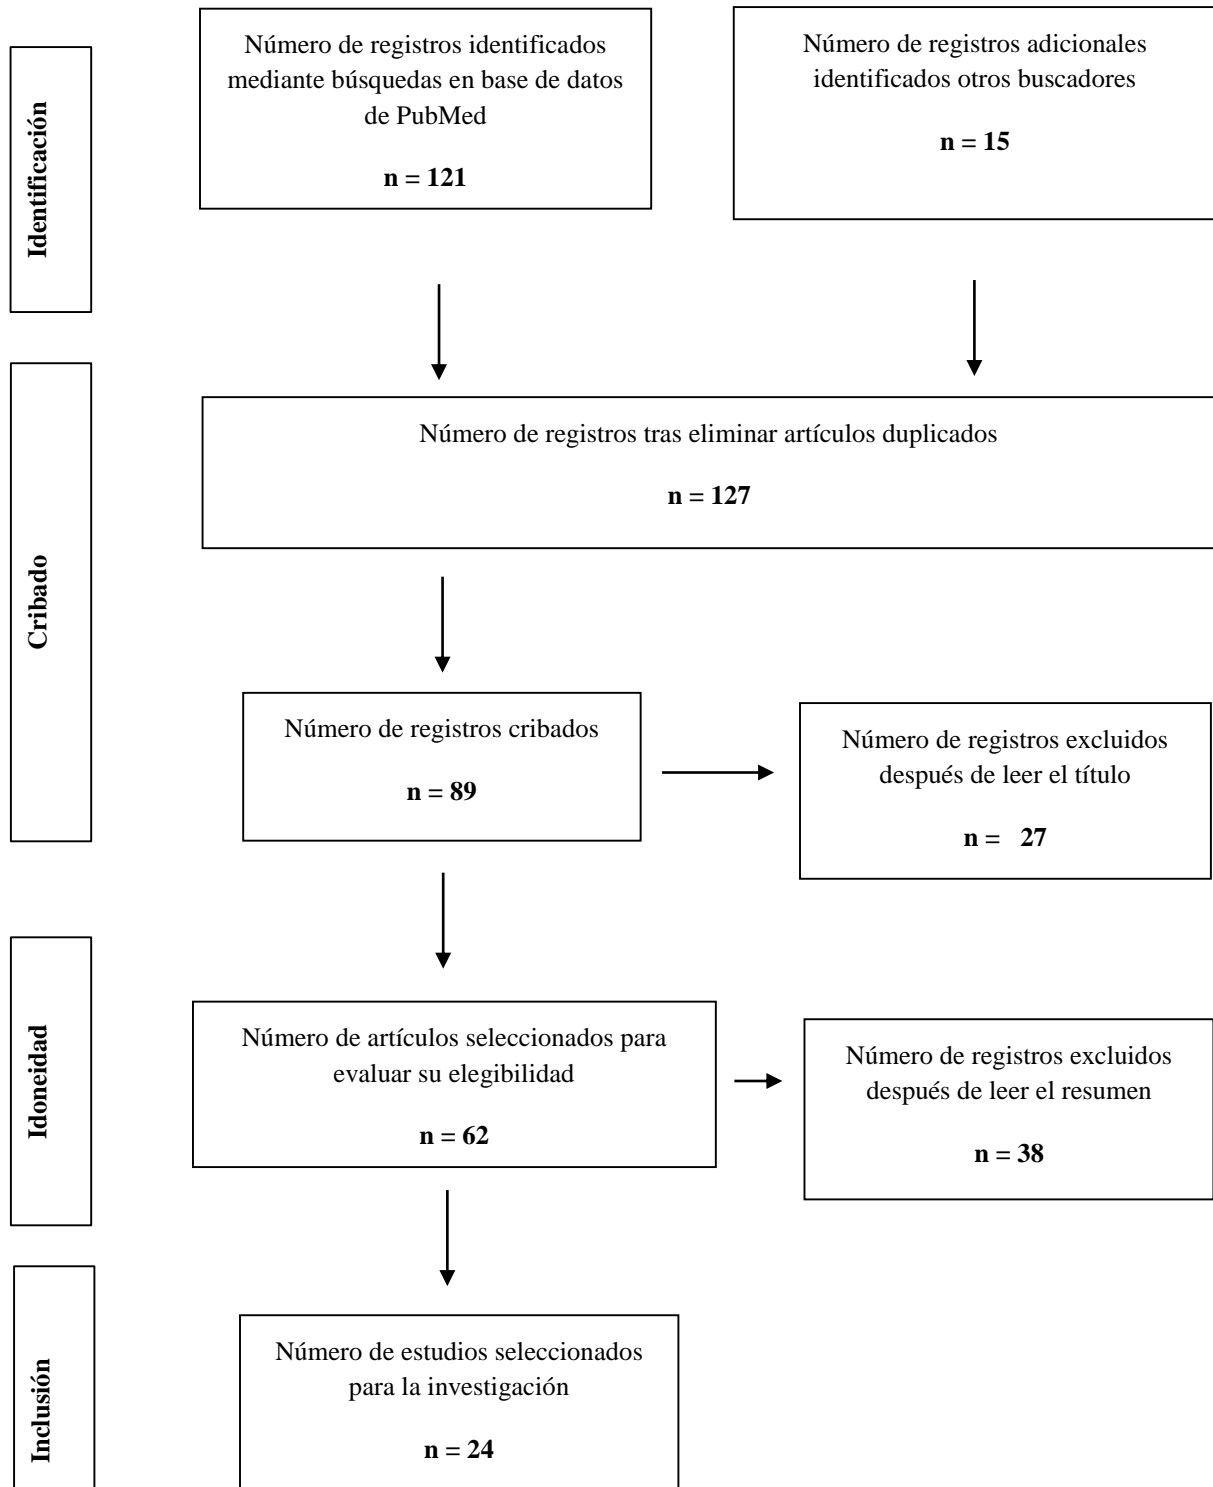 Identificación
Número de registros identificados
mediante búsquedas en base de datos
de PubMed
n = 121
Número de registros adicionales
identificados otros buscadores
n = 15
Cribado
Número de registros tras eliminar artículos duplicados
n = 127
Número de registros cribados
n = 89
Número de registros excluidos
después de leer el título
n = 27
Idoneidad
Número de artículos seleccionados para
evaluar su elegibilidad
n = 62
Número de registros excluidos
después de leer el resumen
n = 38
Inclusión
Número de estudios seleccionados
para la investigación
n = 24